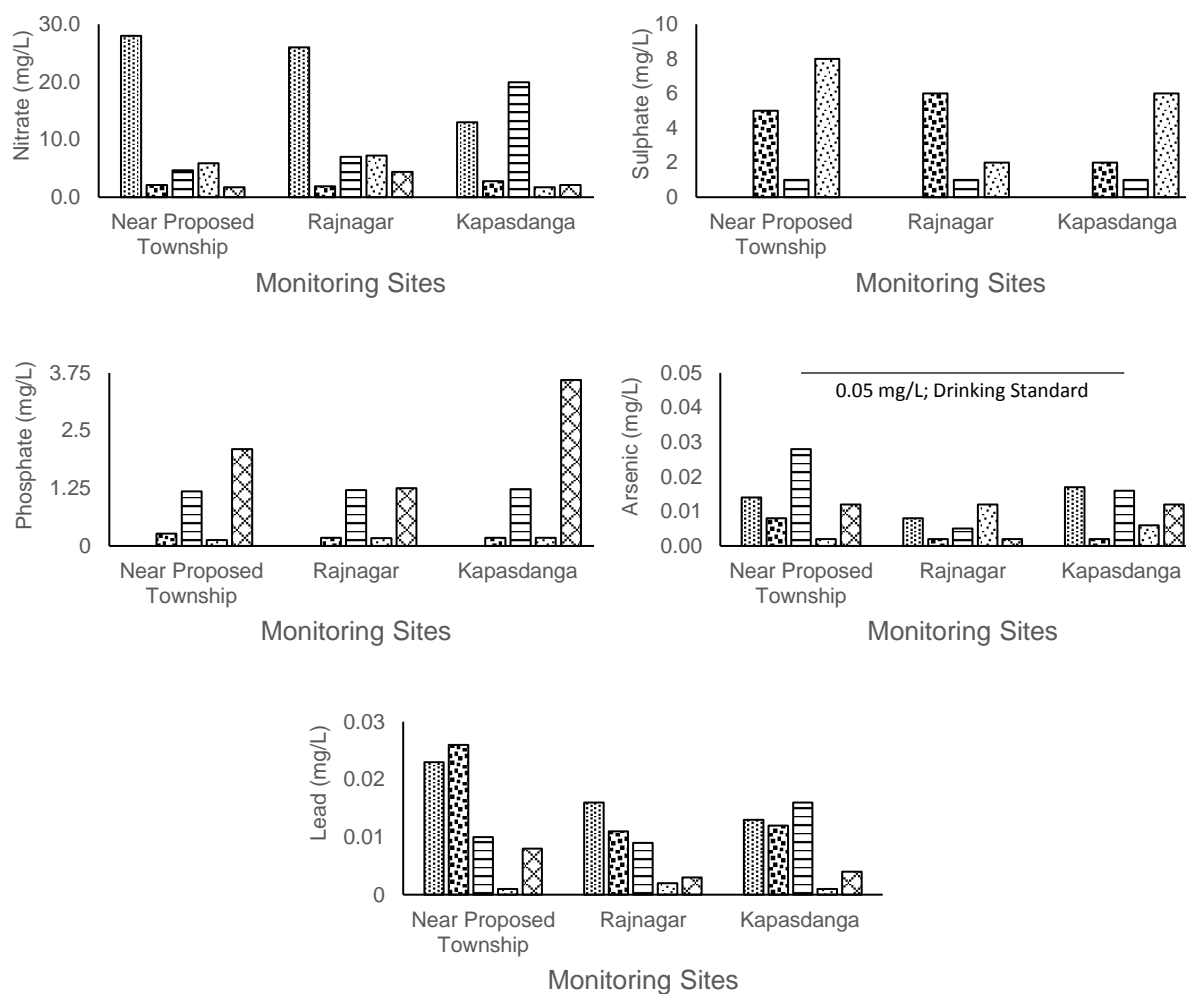 Nitrate (mg/L)
30.0
20.0
10.0
0.0
Near Proposed
Township
Rajnagar
Kapasdanga
Monitoring Sites
Sulphate (mg/L)
10
8
6
4
2
0
Near Proposed
Township
Rajnagar
Kapasdanga
Monitoring Sites
Phosphate (mg/L)
3.75
2.5
1.25
0
Near Proposed
Township
Rajnagar
Kapasdanga
Monitoring Sites
Arsenic (mg/L)
0.05
0.04
0.03
0.02
0.01
0.00
0.05 mg/L; Drinking Standard
Near Proposed
Township
Rajnagar
Kapasdanga
Monitoring Sites
Lead (mg/L)
0.03
0.02
0.01
0
Near Proposed
Township
Rajnagar
Kapasdanga
Monitoring Sites